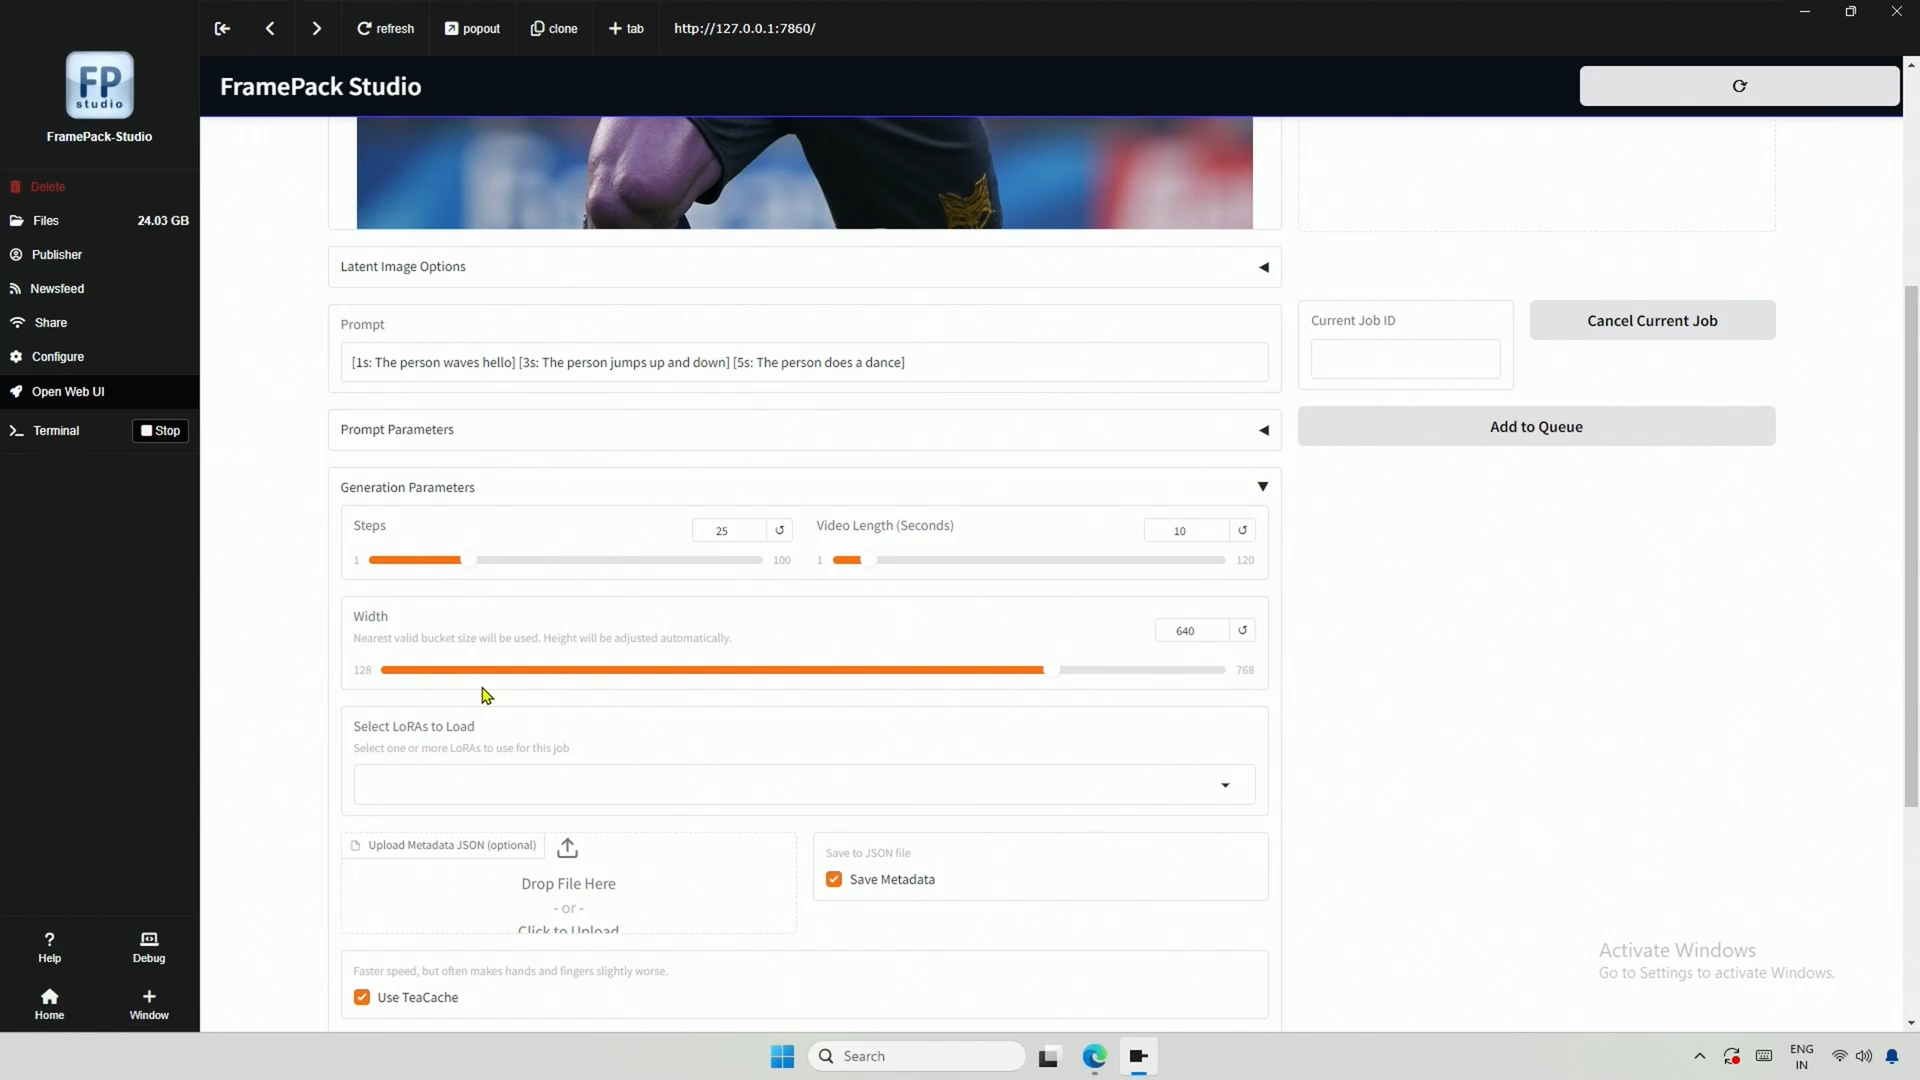 refresh
popout
clone
tab
http://127.0.0.1:7860/
FP
studio
FramePack-Studio
FramePack Studio
Delete
Files 24.03 GB
Publisher
Newsfeed
Share
Configure
Open Web UI
Terminal
Stop
Help
Debug
Home
Window
Latent Image Options
Prompt
[1s: The person waves hello] [3s: The person jumps up and down] [5s: The person does a dance]
Prompt Parameters
Generation Parameters
Steps
25
1
100
Video Length (Seconds)
10
1
120
Width
Nearest valid bucket size will be used. Height will be adjusted automatically.
640
128
768
Select LoRAs to Load
Select one or more LoRAs to use for this job
Upload Metadata JSON (optional)
Drop File Here
- or -
Click to Upload
Save to JSON file
Save Metadata
Faster speed, but often makes hands and fingers slightly worse.
Use TeaCache
Current Job ID
Cancel Current Job
Add to Queue
Activate Windows
Go to Settings to activate Windows.
Search
ENG
IN